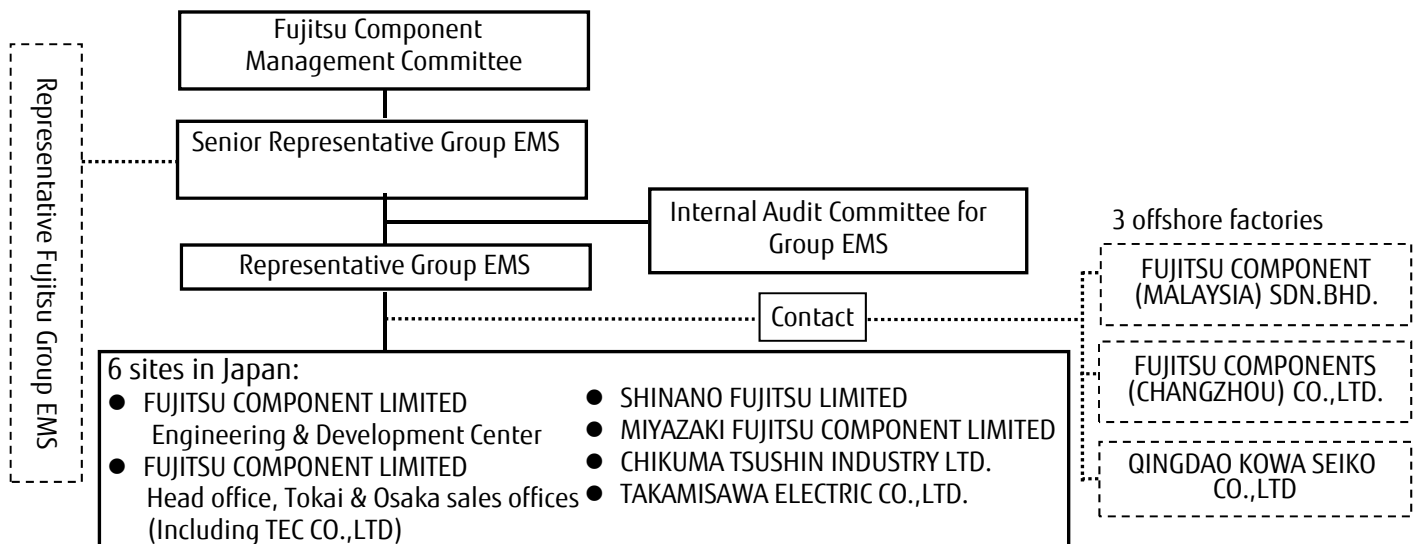 Fujitsu Component
Management Committee
Representative Fujitsu Group EMS
Senior Representative Group EMS
Internal Audit Committee for
Group EMS
Representative Group EMS
Contact
3 offshore factories
FUJITSU COMPONENT
(MALAYSIA) SDN.BHD.
FUJITSU COMPONENTS
(CHANGZHOU) CO.,LTD.
QINGDAO KOWA SEIKO
CO.,LTD
6 sites in Japan:
● FUJITSU COMPONENT LIMITED
Engineering & Development Center
● FUJITSU COMPONENT LIMITED
Head office, Tokai & Osaka sales offices
(Including TEC CO.,LTD)
● SHINANO FUJITSU LIMITED
● MIYAZAKI FUJITSU COMPONENT LIMITED
● CHIKUMA TSUSHIN INDUSTRY LTD.
● TAKAMISAWA ELECTRIC CO.,LTD.